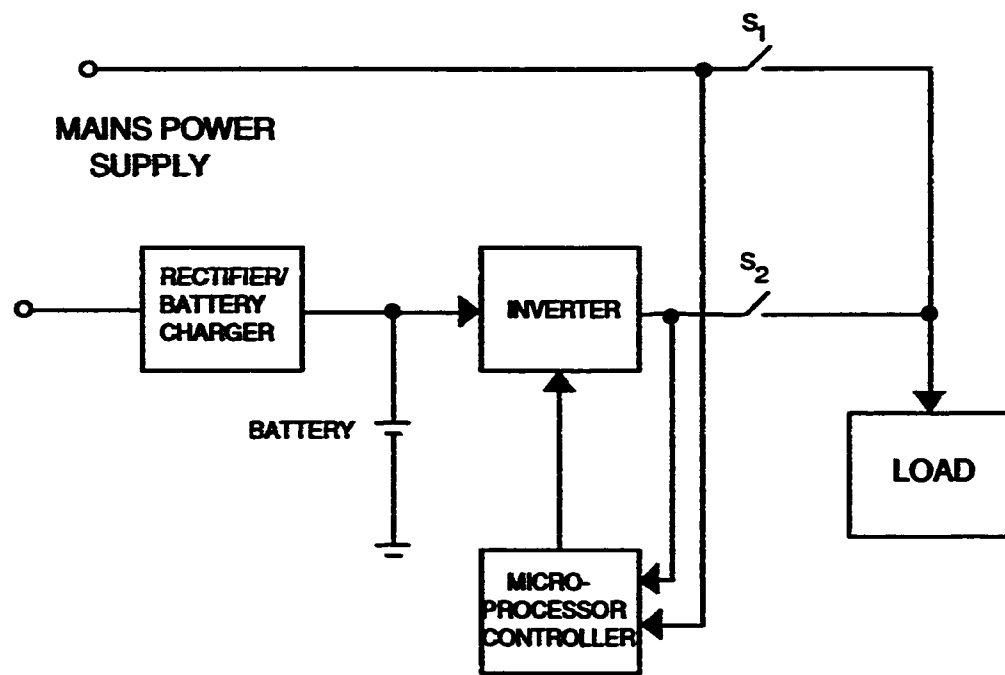 S1
MAINS POWER
SUPPLY
RECTIFIER/
BATTERY
CHARGER
INVERTER
S2
BATTERY
LOAD
MICRO-
PROCESSOR
CONTROLLER